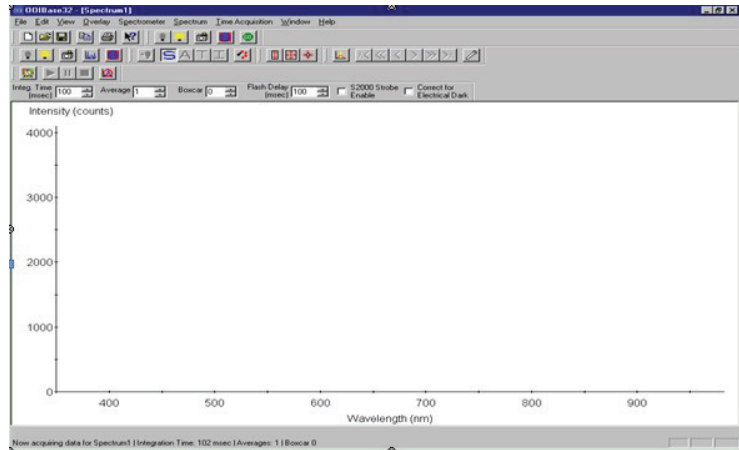 OOIBase32 - [Spectrum1]
File Edit View Overlay Spectrometer Spectrum Time Acquisition Window Help
S A T I
Integ. Time (msec) 100 Average 1 Boxcar 0 Flash Delay (msec) 100 S2000 Strobe Enable Correct for Electrical Dark
Intensity (counts)
4000
3000
2000
1000
0
400 500 600 700 800 900
Wavelength (nm)
Now acquiring data for Spectrum1 | Integration Time: 102 msec | Averages: 1 | Boxcar 0